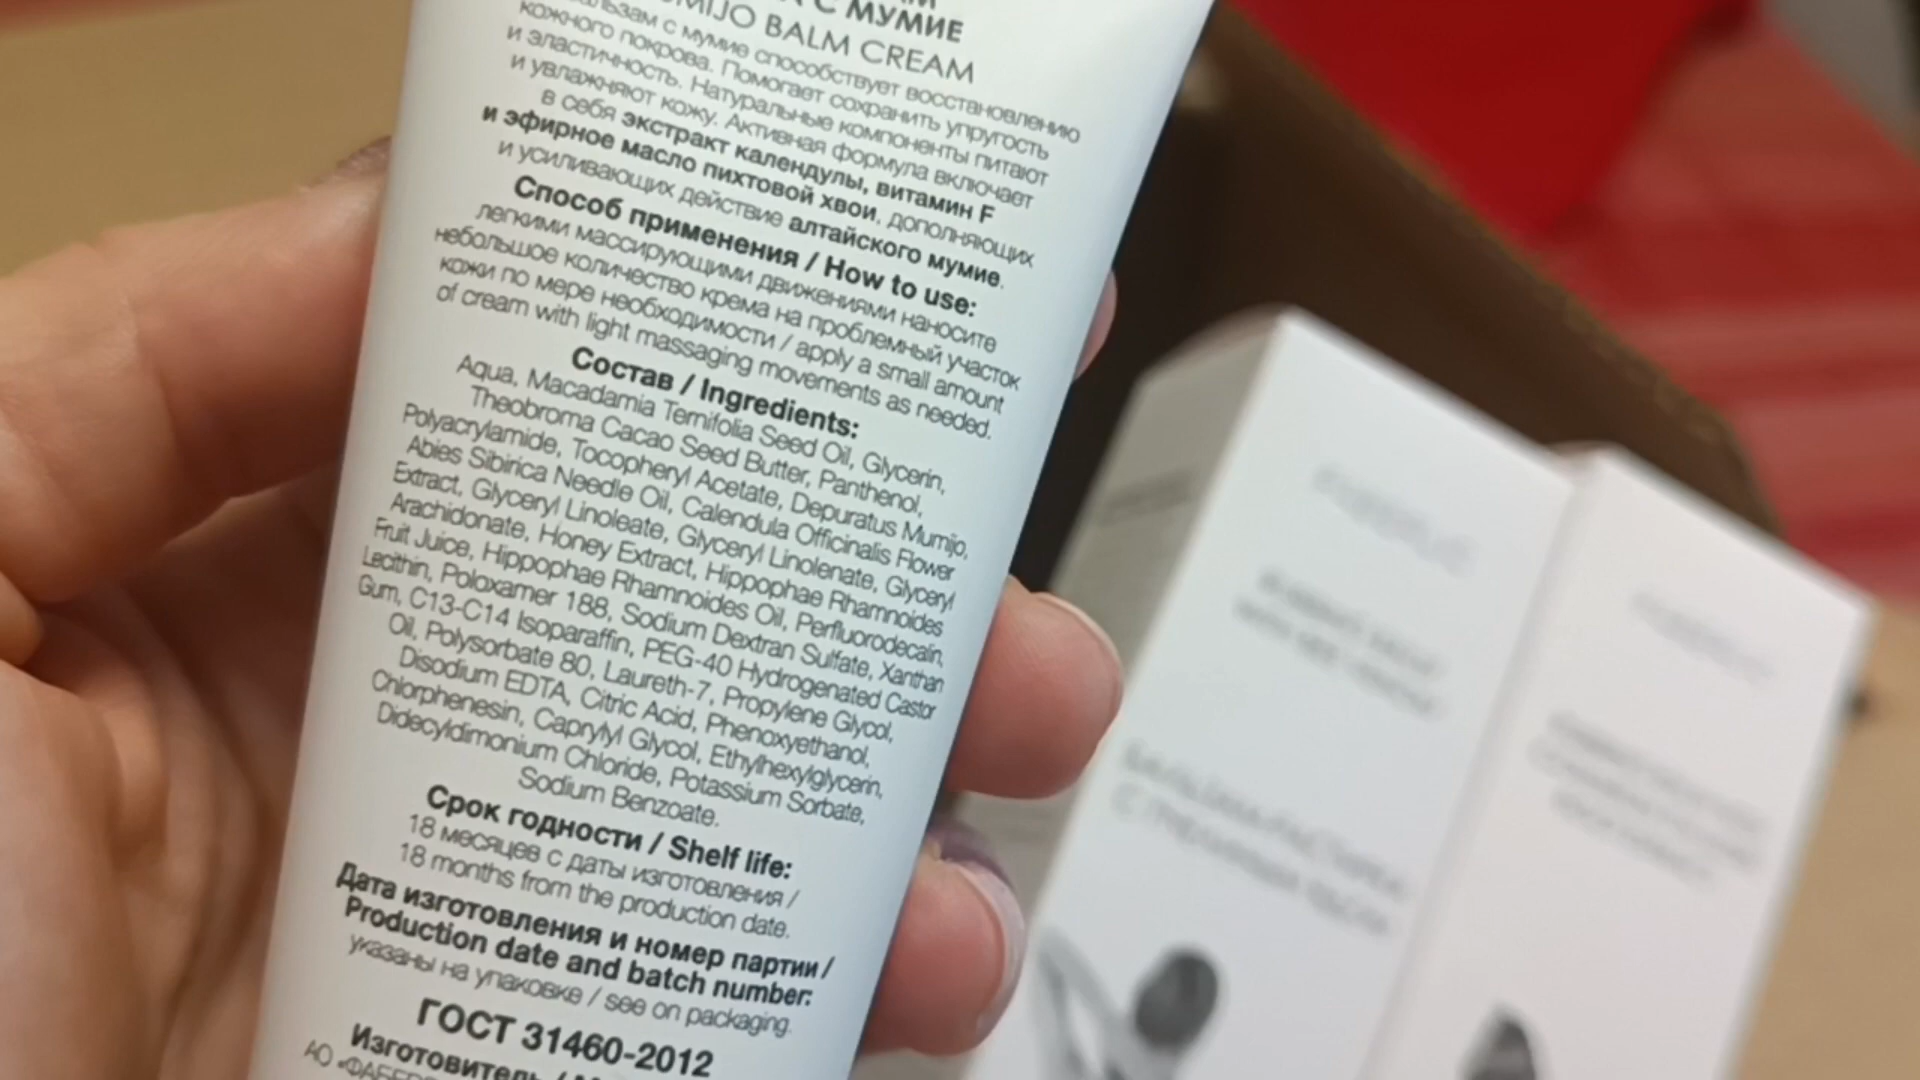 С МУМИЕ
BALM CREAM
с мумие способствует восстановлению
кожного покрова. Помогает сохранить упругость
и эластичность. Натуральные компоненты питают
и увлажняют кожу. Активная формула включает
в себя экстракт календулы, витамин F
и эфирное масло пихтовой хвои, дополняющих
и усиливающих действие алтайского мумие.
Способ применения / How to use:
легкими массирующими движениями наносите
небольшое количество крема на проблемный участок
кожи по мере необходимости / apply a small amount
of cream with light massaging movements as needed.
Состав / Ingredients:
Aqua, Macadamia Ternifolia Seed Oil, Glycerin,
Theobroma Cacao Seed Butter, Panthenol,
Polyacrylamide, Tocopheryl Acetate, Depuratus Mumijo,
Abies Sibirica Needle Oil, Calendula Officinalis Flower
Extract, Glyceryl Linoleate, Glyceryl Linolenate, Glyceryl
Arachidonate, Honey Extract, Hippophae Rhamnoides
Fruit Juice, Hippophae Rhamnoides Oil, Perfluorodecalin,
Lecithin, Poloxamer 188, Sodium Dextran Sulfate, Xanthan
Gum, C13-C14 Isoparaffin, PEG-40 Hydrogenated Castor
Oil, Polysorbate 80, Laureth-7, Propylene Glycol,
Disodium EDTA, Citric Acid, Phenoxyethanol,
Chlorphenesin, Caprylyl Glycol, Ethylhexylglycerin,
Didecyldimonium Chloride, Potassium Sorbate,
Sodium Benzoate.
Срок годности / Shelf life:
18 месяцев с даты изготовления /
18 months from the production date.
Дата изготовления и номер партии /
Production date and batch number:
указаны на упаковке / see on packaging.
ГОСТ 31460-2012
Изготовитель /
АО